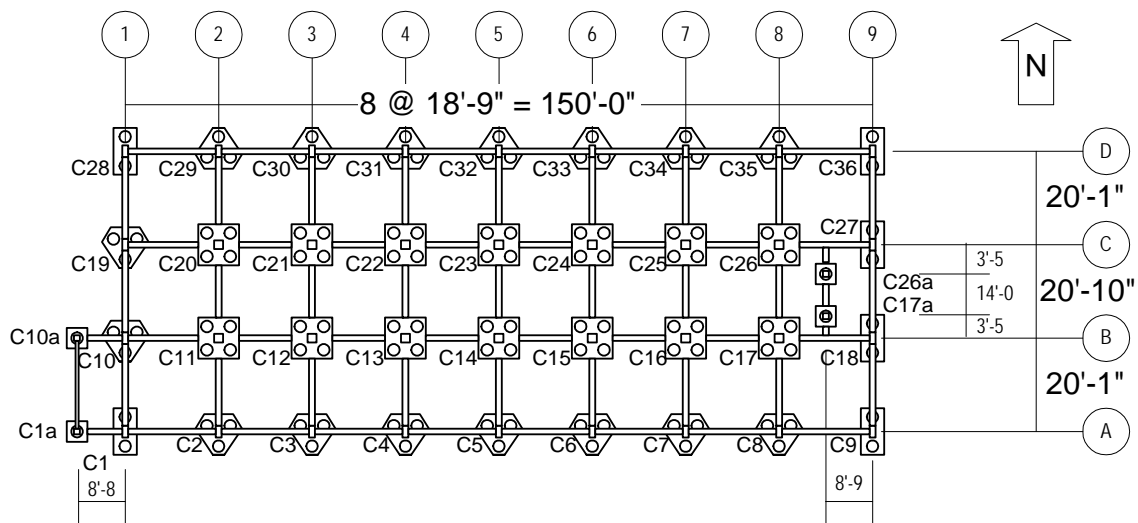 1 2 3 4 5 6 7 8 9
N
8 @ 18'-9" = 150'-0"
D
C28 C29 C30 C31 C32 C33 C34 C35 C36
20'-1"
C27
C
C19 C20 C21 C22 C23 C24 C25 C26
3'-5
C26a
14'-0
20'-10"
C17a
3'-5
C10a
B
C10 C11 C12 C13 C14 C15 C16 C17 C18
20'-1"
C1a
A
C2 C3 C4 C5 C6 C7 C8 C9
C1
8'-8
8'-9